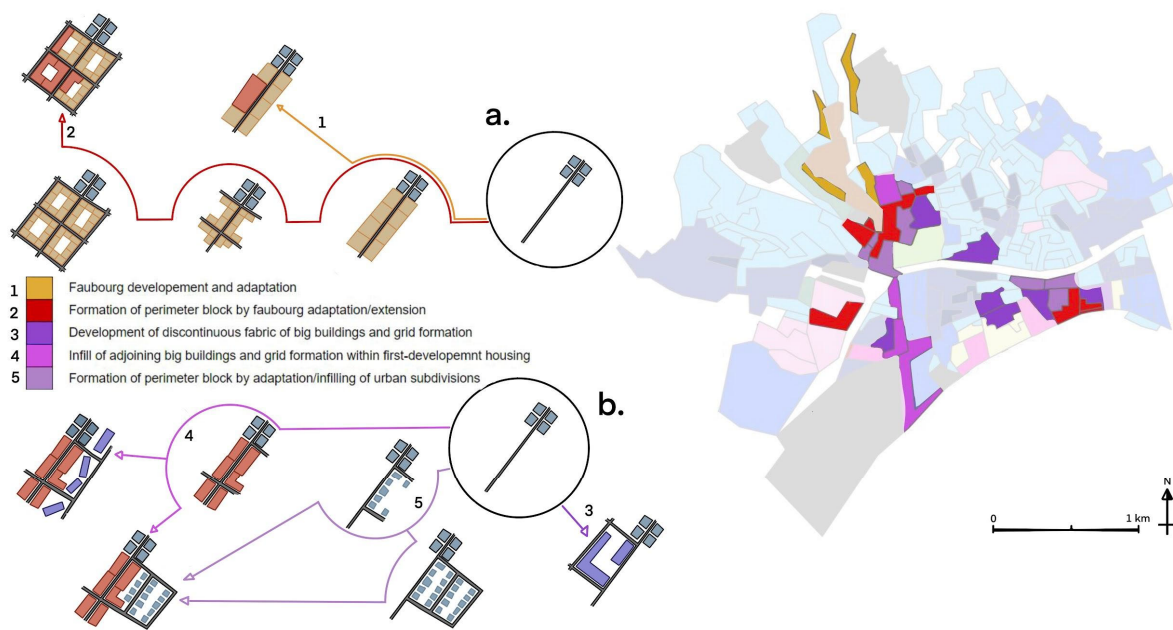 a.
1
2
1 Faubourg developement and adaptation
2 Formation of perimeter block by faubourg adaptation/extension
3 Development of discontinuous fabric of big buildings and grid formation
4 Infill of adjoining big buildings and grid formation within first-developemnt housing
5 Formation of perimeter block by adaptation/infilling of urban subdivisions
b.
4
5
3
N
0 1 km